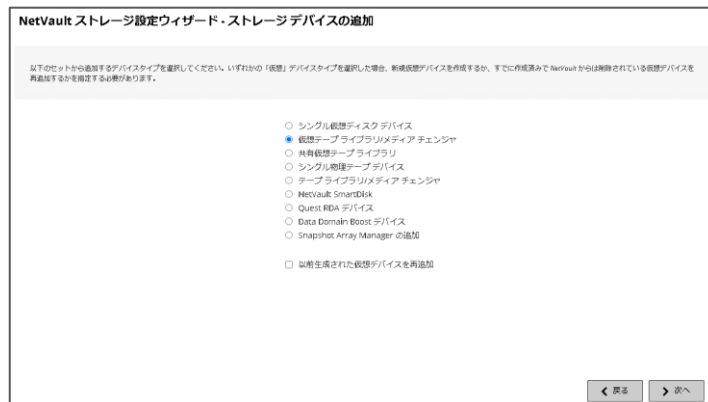 NetVault ストレージ設定ウィザード - ストレージ デバイスの追加
以下のセットから追加するデバイスタイプを選択してください。いずれかの「仮想」デバイスタイプを選択した場合、新規仮想デバイスを作成するか、すでに作成済みで NetVault からは削除されている仮想デバイスを
再追加するかを指定する必要があります。
シングル仮想ディスク デバイス
仮想テープ ライブラリ/メディア チェンジャ
共有仮想テープ ライブラリ
シングル物理テープ デバイス
テープ ライブラリ/メディア チェンジャ
NetVault SmartDisk
Quest RDA デバイス
Data Domain Boost デバイス
Snapshot Array Manager の追加
以前生成された仮想デバイスを再追加
戻る 次へ